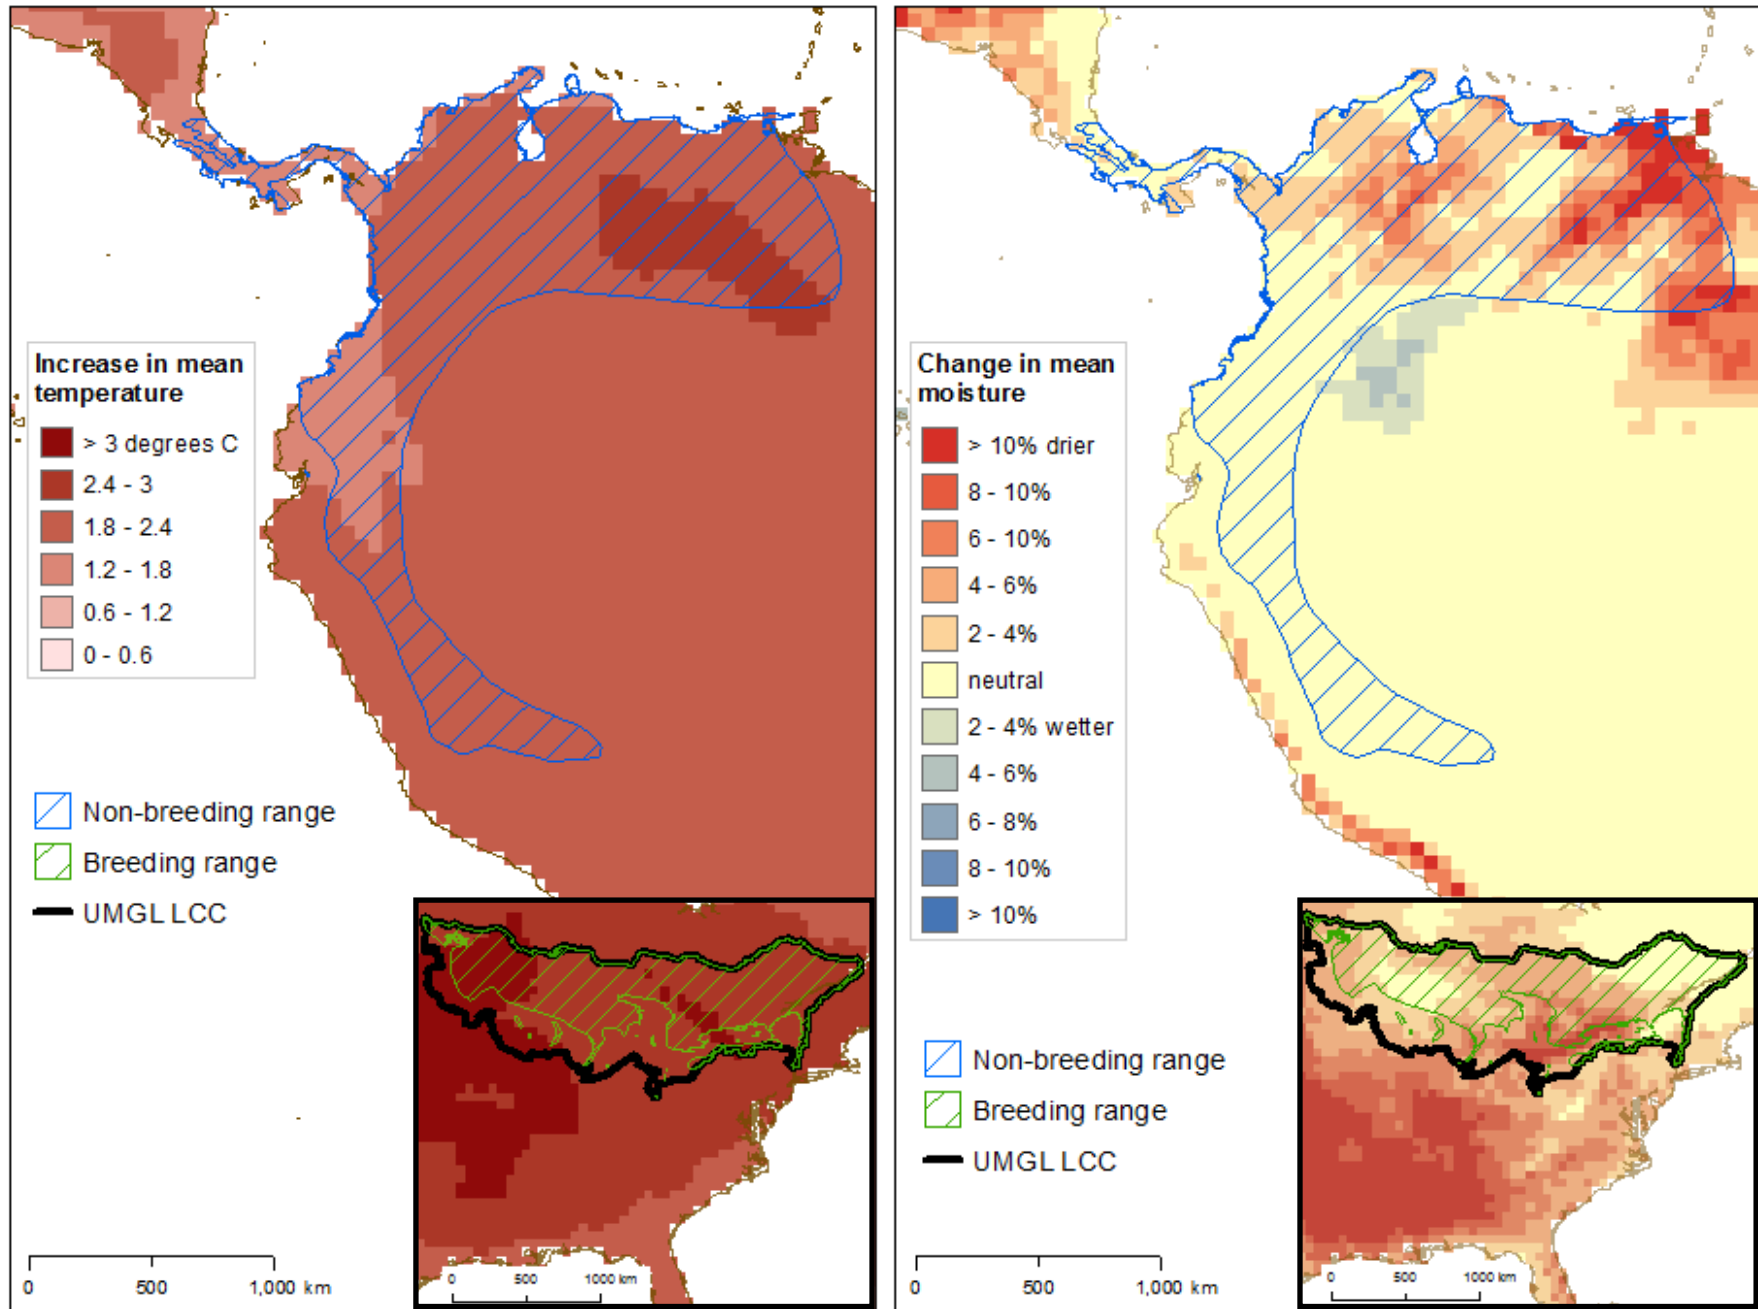 Increase in mean
temperature
> 3 degrees C
2.4 - 3
1.8 - 2.4
1.2 - 1.8
0.6 - 1.2
0 - 0.6
Non-breeding range
Breeding range
UMGL LCC
0 500 1,000 km
0 500 1000 km
Change in mean
moisture
> 10% drier
8 - 10%
6 - 10%
4 - 6%
2 - 4%
neutral
2 - 4% wetter
4 - 6%
6 - 8%
8 - 10%
> 10%
Non-breeding range
Breeding range
UMGL LCC
0 500 1,000 km
0 500 1000 km